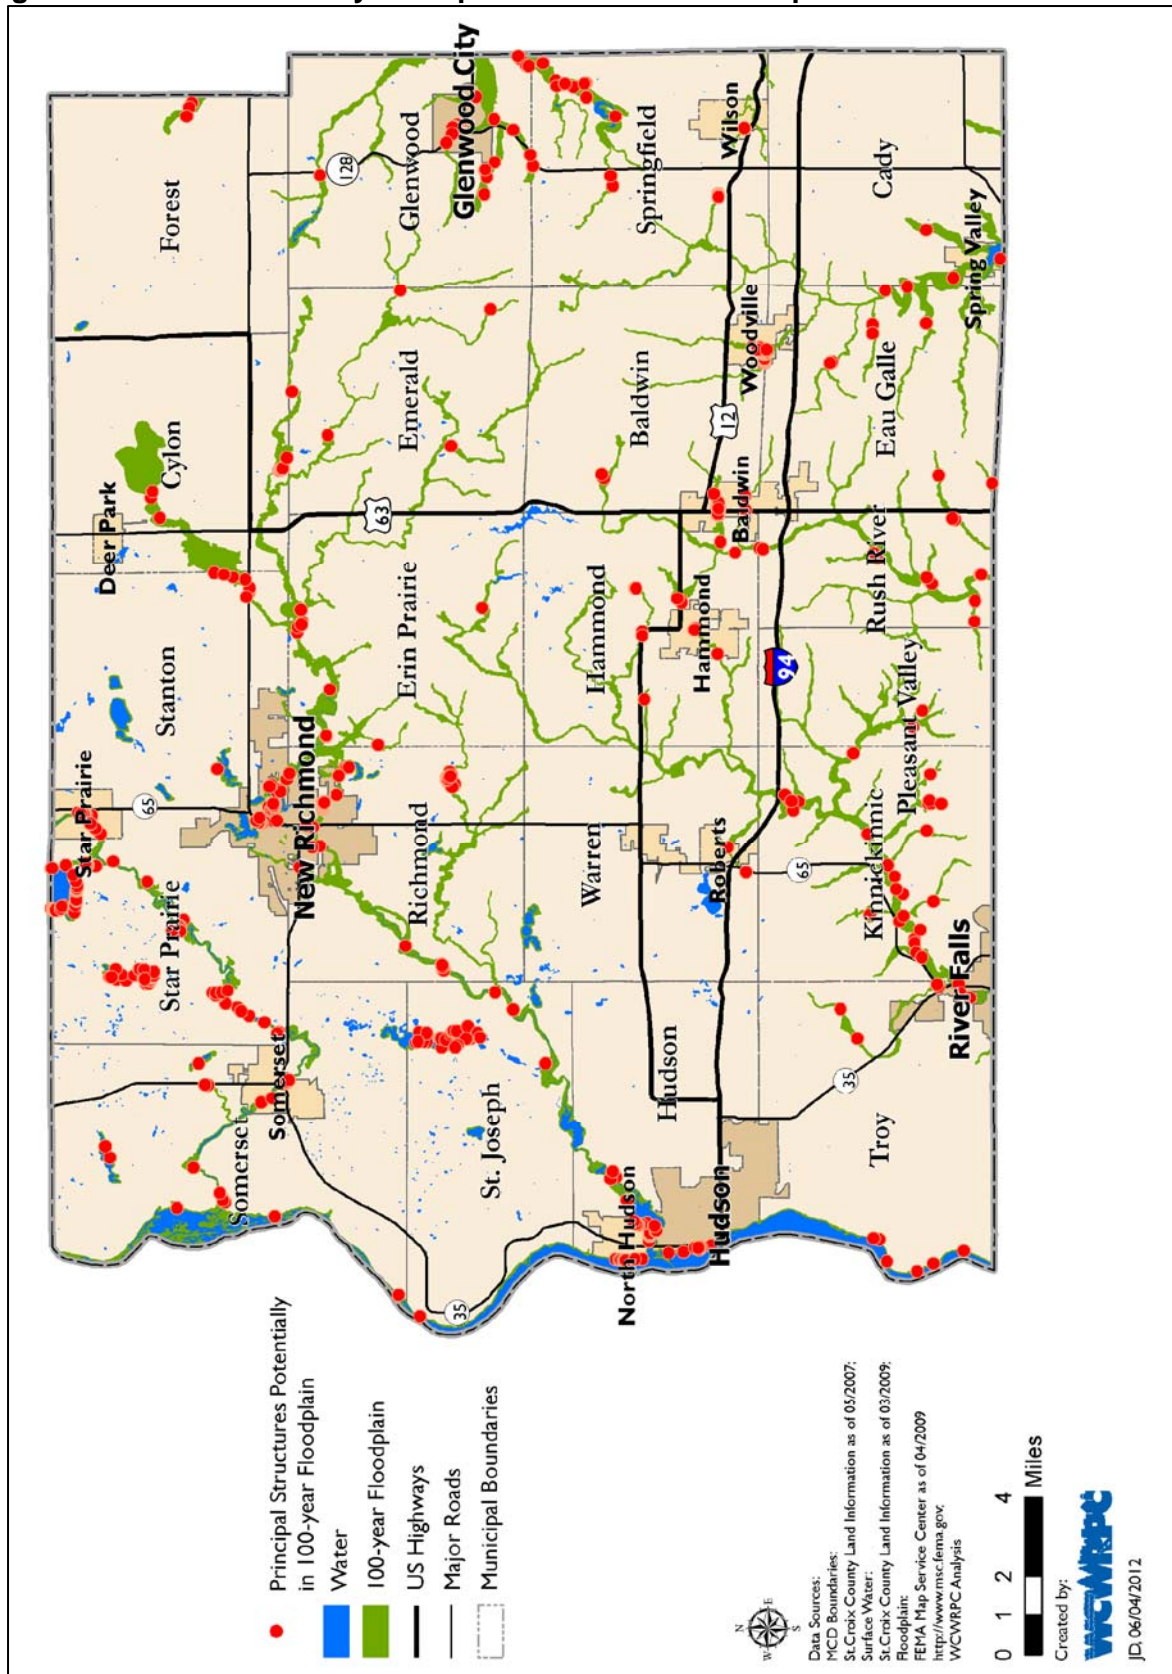 Forest
Glenwood
Glenwood City
128
Springfield
Wilson
Cady
Spring Valley
Cylon
Deer Park
Emerald
63
Baldwin
Woodville
12
Eau Galle
Baldwin
Stanton
Erin Prairie
Hammond
Hammond
94
Rush River
Pleasant Valley
Star Prairie
65
Star Prairie
New Richmond
Richmond
Warren
Roberts
65
Kinnickinnic
River Falls
Somerset
Somerset
St. Joseph
35
North Hudson
Hudson
Hudson
Troy
35
Principal Structures Potentially
in 100-year Floodplain
Water
100-year Floodplain
US Highways
Major Roads
Municipal Boundaries
N
W E
S
Data Sources:
MCD Boundaries:
St.Croix County Land Information as of 05/2007;
Surface Water:
St.Croix County Land Information as of 03/2009;
Floodplain:
FEMA Map Service Center as of 04/2009
http://www.msc.fema.gov;
WCWRPC Analysis
0 1 2 4
Miles
Created by:
WCWRPC
JD, 06/04/2012